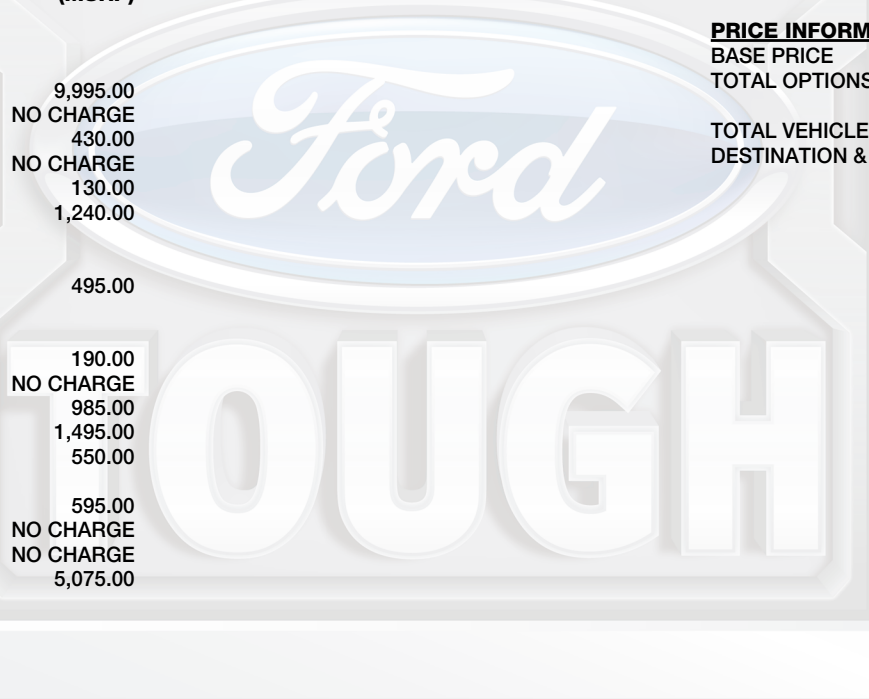 9,995.00
NO CHARGE
430.00
NO CHARGE
130.00
1,240.00
495.00
190.00
NO CHARGE
985.00
1,495.00
550.00
595.00
NO CHARGE
NO CHARGE
5,075.00
PRICE INFORM
BASE PRICE
TOTAL OPTIONS
TOTAL VEHICLE
DESTINATION &
Ford
TOUGH